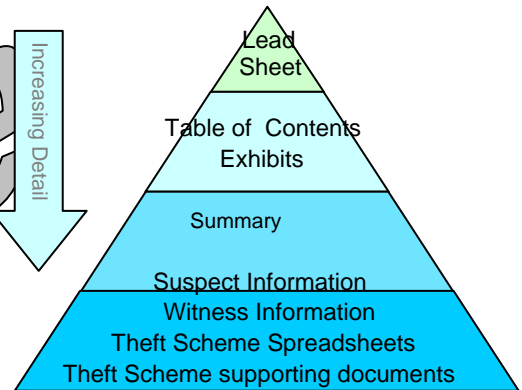 Increasing Detail
Lead
Sheet
Table of Contents
Exhibits
Summary
Suspect Information
Witness Information
Theft Scheme Spreadsheets
Theft Scheme supporting documents